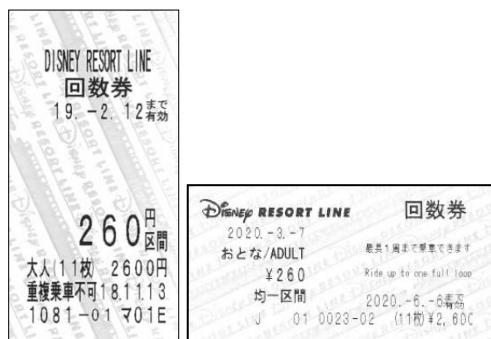 DISNEY RESORT LINE
回数券
19.-2.12まで有効
260円区間
大人(11枚) 2600円
重複乗車不可18.11.13
1081-01 マ01E
Disney RESORT LINE 回数券
2020.-3.-7
おとな/ADULT 最長1周まで乗車できます
¥260 Ride up to one full loop
均一区間 2020.-6.-6有効
J 01 0023-02 (11枚)¥2,600